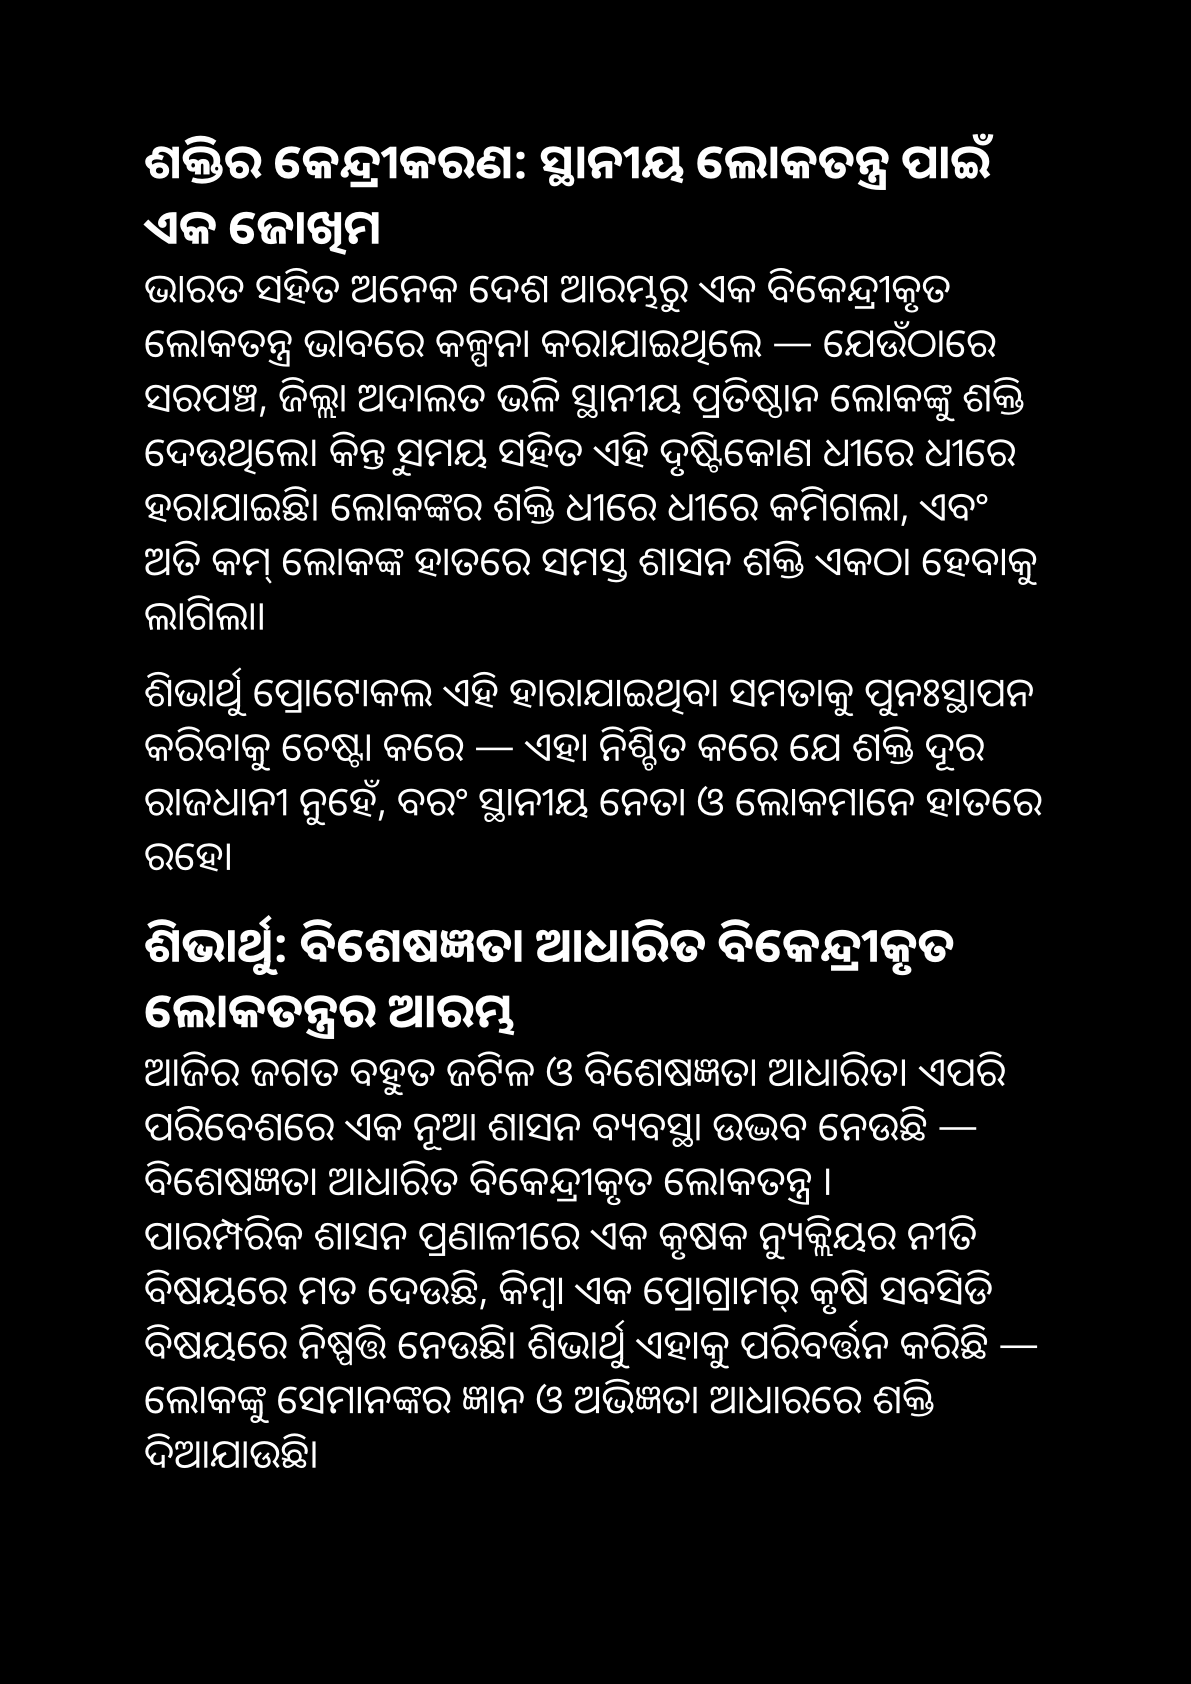 ଶକ୍ତିର କେନ୍ଦ୍ରୀକରଣ: ସ୍ଥାନୀୟ ଲୋକତନ୍ତ୍ର ପାଇଁ
ଏକ ଜୋଖିମ
ଭାରତ ସହିତ ଅନେକ ଦେଶ ଆରମ୍ଭରୁ ଏକ ବିକେନ୍ଦ୍ରୀକୃତ
ଲୋକତନ୍ତ୍ର ଭାବରେ କଳ୍ପନା କରାଯାଇଥିଲେ — ଯେଉଁଠାରେ
ସରପଞ୍ଚ, ଜିଲ୍ଲା ଅଦାଲତ ଭଳି ସ୍ଥାନୀୟ ପ୍ରତିଷ୍ଠାନ ଲୋକଙ୍କୁ ଶକ୍ତି
ଦେଉଥିଲେ। କିନ୍ତୁ ସମୟ ସହିତ ଏହି ଦୃଷ୍ଟିକୋଣ ଧୀରେ ଧୀରେ
ହରାଯାଇଛି। ଲୋକଙ୍କର ଶକ୍ତି ଧୀରେ ଧୀରେ କମିଗଲା, ଏବଂ
ଅତି କମ୍ ଲୋକଙ୍କ ହାତରେ ସମସ୍ତ ଶାସନ ଶକ୍ତି ଏକଠା ହେବାକୁ
ଲାଗିଲା।
ଶିଭାର୍ଥୁ ପ୍ରୋଟୋକଲ ଏହି ହାରାଯାଇଥିବା ସମତାକୁ ପୁନଃସ୍ଥାପନ
କରିବାକୁ ଚେଷ୍ଟା କରେ — ଏହା ନିଶ୍ଚିତ କରେ ଯେ ଶକ୍ତି ଦୂର
ରାଜଧାନୀ ନୁହେଁ, ବରଂ ସ୍ଥାନୀୟ ନେତା ଓ ଲୋକମାନେ ହାତରେ
ରହେ।
ଶିଭାର୍ଥୁ: ବିଶେଷଜ୍ଞତା ଆଧାରିତ ବିକେନ୍ଦ୍ରୀକୃତ
ଲୋକତନ୍ତ୍ରର ଆରମ୍ଭ
ଆଜିର ଜଗତ ବହୁତ ଜଟିଳ ଓ ବିଶେଷଜ୍ଞତା ଆଧାରିତ। ଏପରି
ପରିବେଶରେ ଏକ ନୂଆ ଶାସନ ବ୍ୟବସ୍ଥା ଉଦ୍ଭବ ନେଉଛି —
ବିଶେଷଜ୍ଞତା ଆଧାରିତ ବିକେନ୍ଦ୍ରୀକୃତ ଲୋକତନ୍ତ୍ର ।
ପାରମ୍ପରିକ ଶାସନ ପ୍ରଣାଳୀରେ ଏକ କୃଷକ ନ୍ୟୁକ୍ଲିୟର ନୀତି
ବିଷୟରେ ମତ ଦେଉଛି, କିମ୍ବା ଏକ ପ୍ରୋଗ୍ରାମର୍ କୃଷି ସବସିଡି
ବିଷୟରେ ନିଷ୍ପତ୍ତି ନେଉଛି। ଶିଭାର୍ଥୁ ଏହାକୁ ପରିବର୍ତ୍ତନ କରିଛି —
ଲୋକଙ୍କୁ ସେମାନଙ୍କର ଜ୍ଞାନ ଓ ଅଭିଜ୍ଞତା ଆଧାରରେ ଶକ୍ତି
ଦିଆଯାଉଛି।